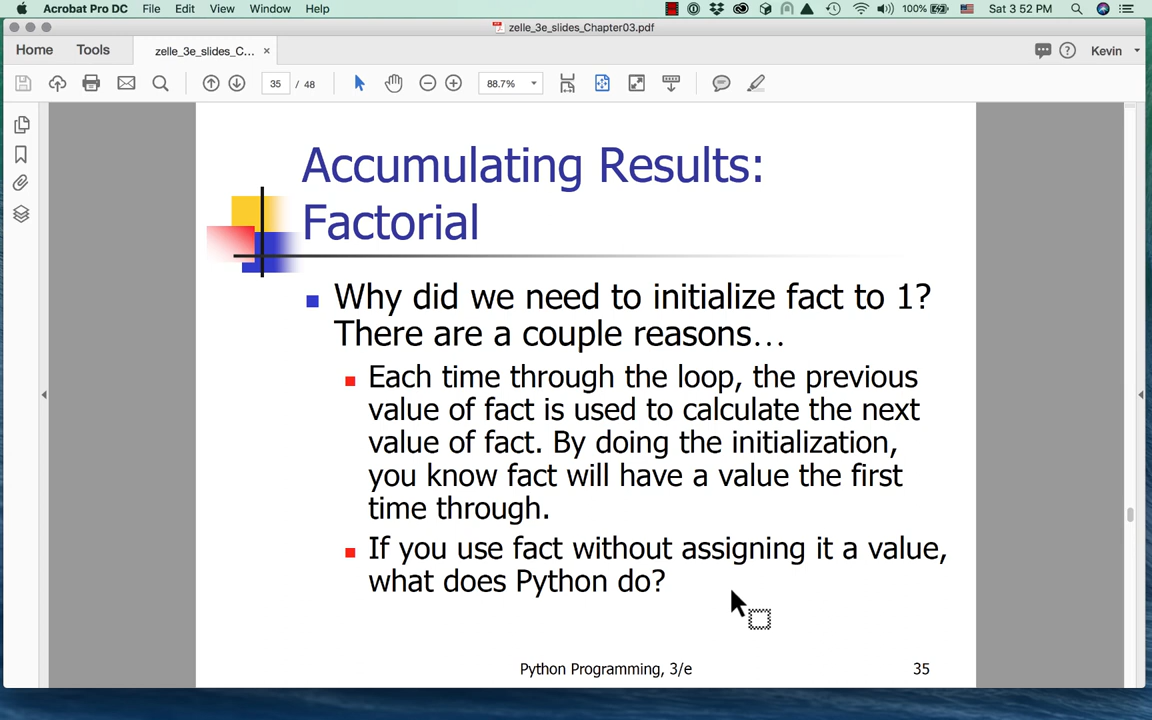 Acrobat Pro DC File Edit View Window Help 100% Sat 3 52 PM
zelle_3e_slides_Chapter03.pdf
Home Tools zelle_3e_slides_C... × Kevin
35 / 48 88.7%
Accumulating Results:
Factorial
Why did we need to initialize fact to 1?
There are a couple reasons…
Each time through the loop, the previous
value of fact is used to calculate the next
value of fact. By doing the initialization,
you know fact will have a value the first
time through.
If you use fact without assigning it a value,
what does Python do?
Python Programming, 3/e 35